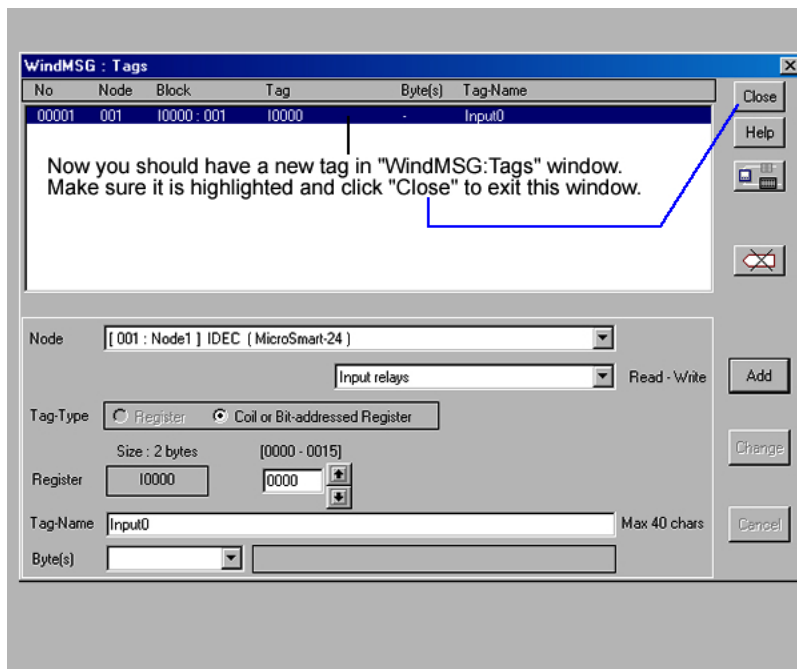 WindMSG : Tags
No Node Block Tag Byte(s) Tag-Name
Close
00001 001 I0000 : 001 I0000 - Input0
Help
Now you should have a new tag in "WindMSG:Tags" window.
Make sure it is highlighted and click "Close" to exit this window.
Node [ 001 : Node1 ] IDEC ( MicroSmart-24 )
Input relays Read - Write Add
Tag-Type Register Coil or Bit-addressed Register
Size : 2 bytes [0000 - 0015] Change
Register I0000 0000
Tag-Name Input0 Max 40 chars Cancel
Byte(s)